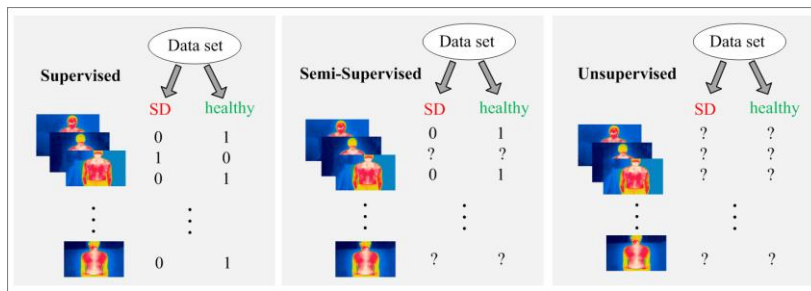 Data set
Supervised
SD healthy
0 1
1 0
0 1
0 1
Data set
Semi-Supervised
SD healthy
0 1
? ?
0 1
? ?
Data set
Unsupervised
SD healthy
? ?
? ?
? ?
? ?